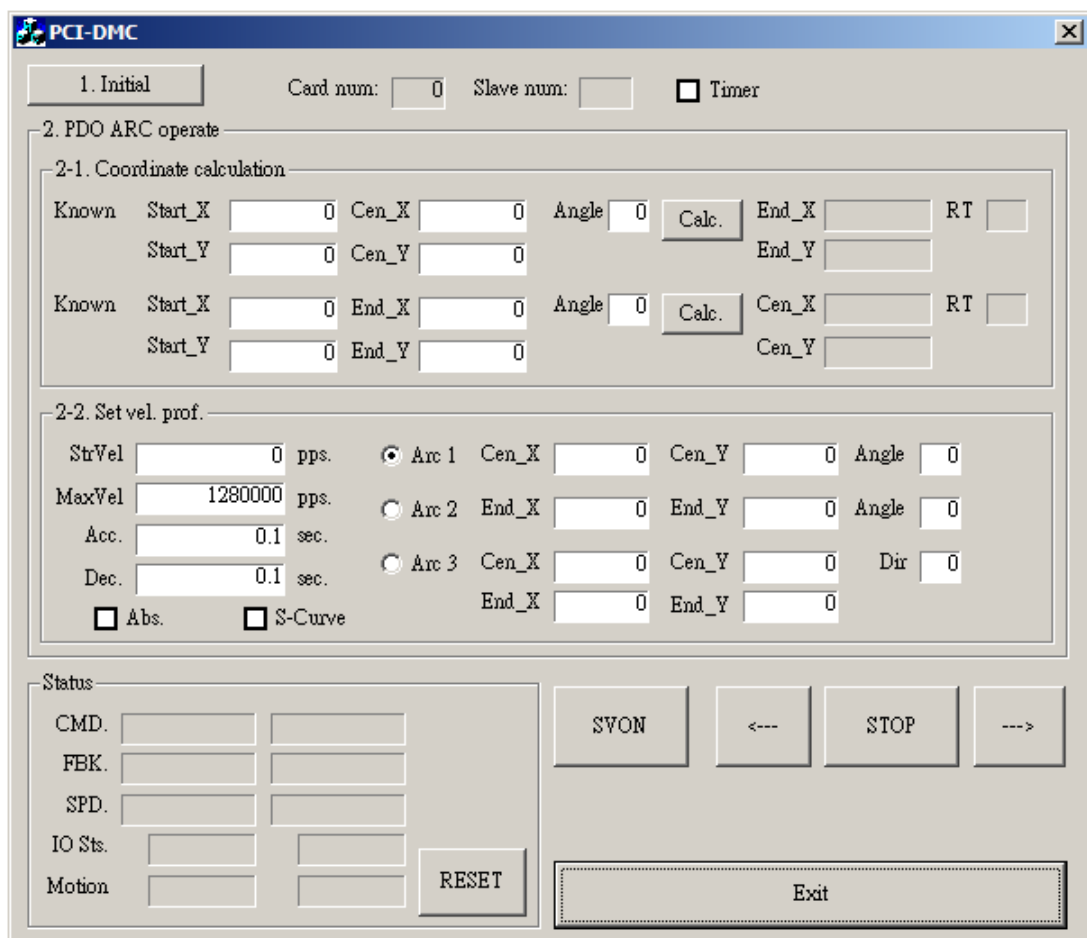 PCI-DMC
1. Initial Card num: 0 Slave num: Timer
2. PDO ARC operate
2-1. Coordinate calculation
Known Start_X 0 Cen_X 0 Angle 0 Calc. End_X RT
Start_Y 0 Cen_Y 0 End_Y
Known Start_X 0 End_X 0 Angle 0 Calc. Cen_X RT
Start_Y 0 End_Y 0 Cen_Y
2-2. Set vel. prof.
StrVel 0 pps. Arc 1 Cen_X 0 Cen_Y 0 Angle 0
MaxVel 1280000 pps. Arc 2 End_X 0 End_Y 0 Angle 0
Acc. 0.1 sec.
Arc 3 Cen_X 0 Cen_Y 0 Dir 0
Dec. 0.1 sec.
End_X 0 End_Y 0
Abs. S-Curve
Status
CMD.
SVON <--- STOP --->
FBK.
SPD.
IO Sts.
Motion RESET Exit